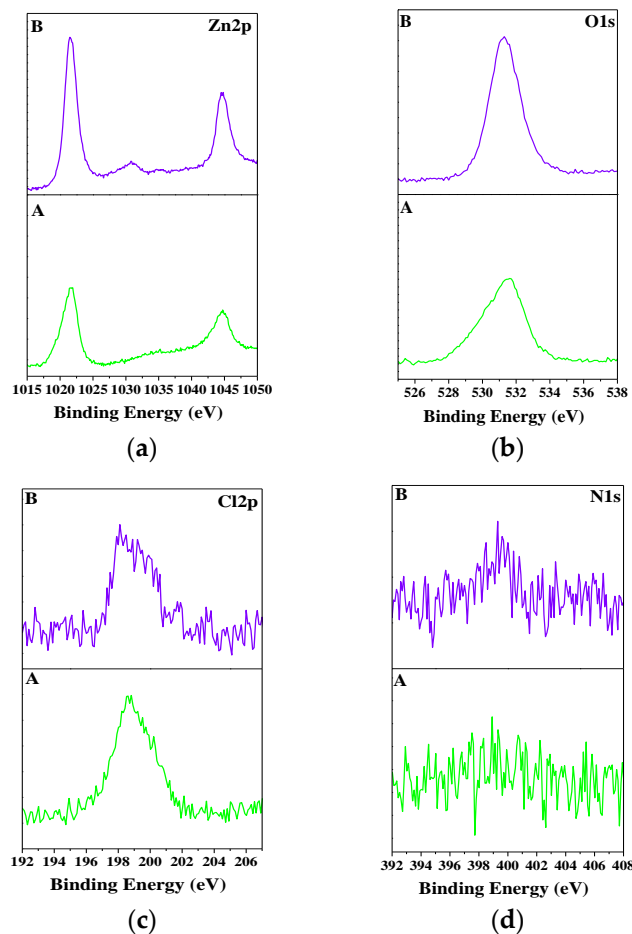 B
Zn2p
A
1015 1020 1025 1030 1035 1040 1045 1050
Binding Energy (eV)
(a)
B
O1s
A
526 528 530 532 534 536 538
Binding Energy (eV)
(b)
B
Cl2p
A
192 194 196 198 200 202 204 206
Binding Energy (eV)
(c)
B
N1s
A
392 394 396 398 400 402 404 406 408
Binding Energy (eV)
(d)